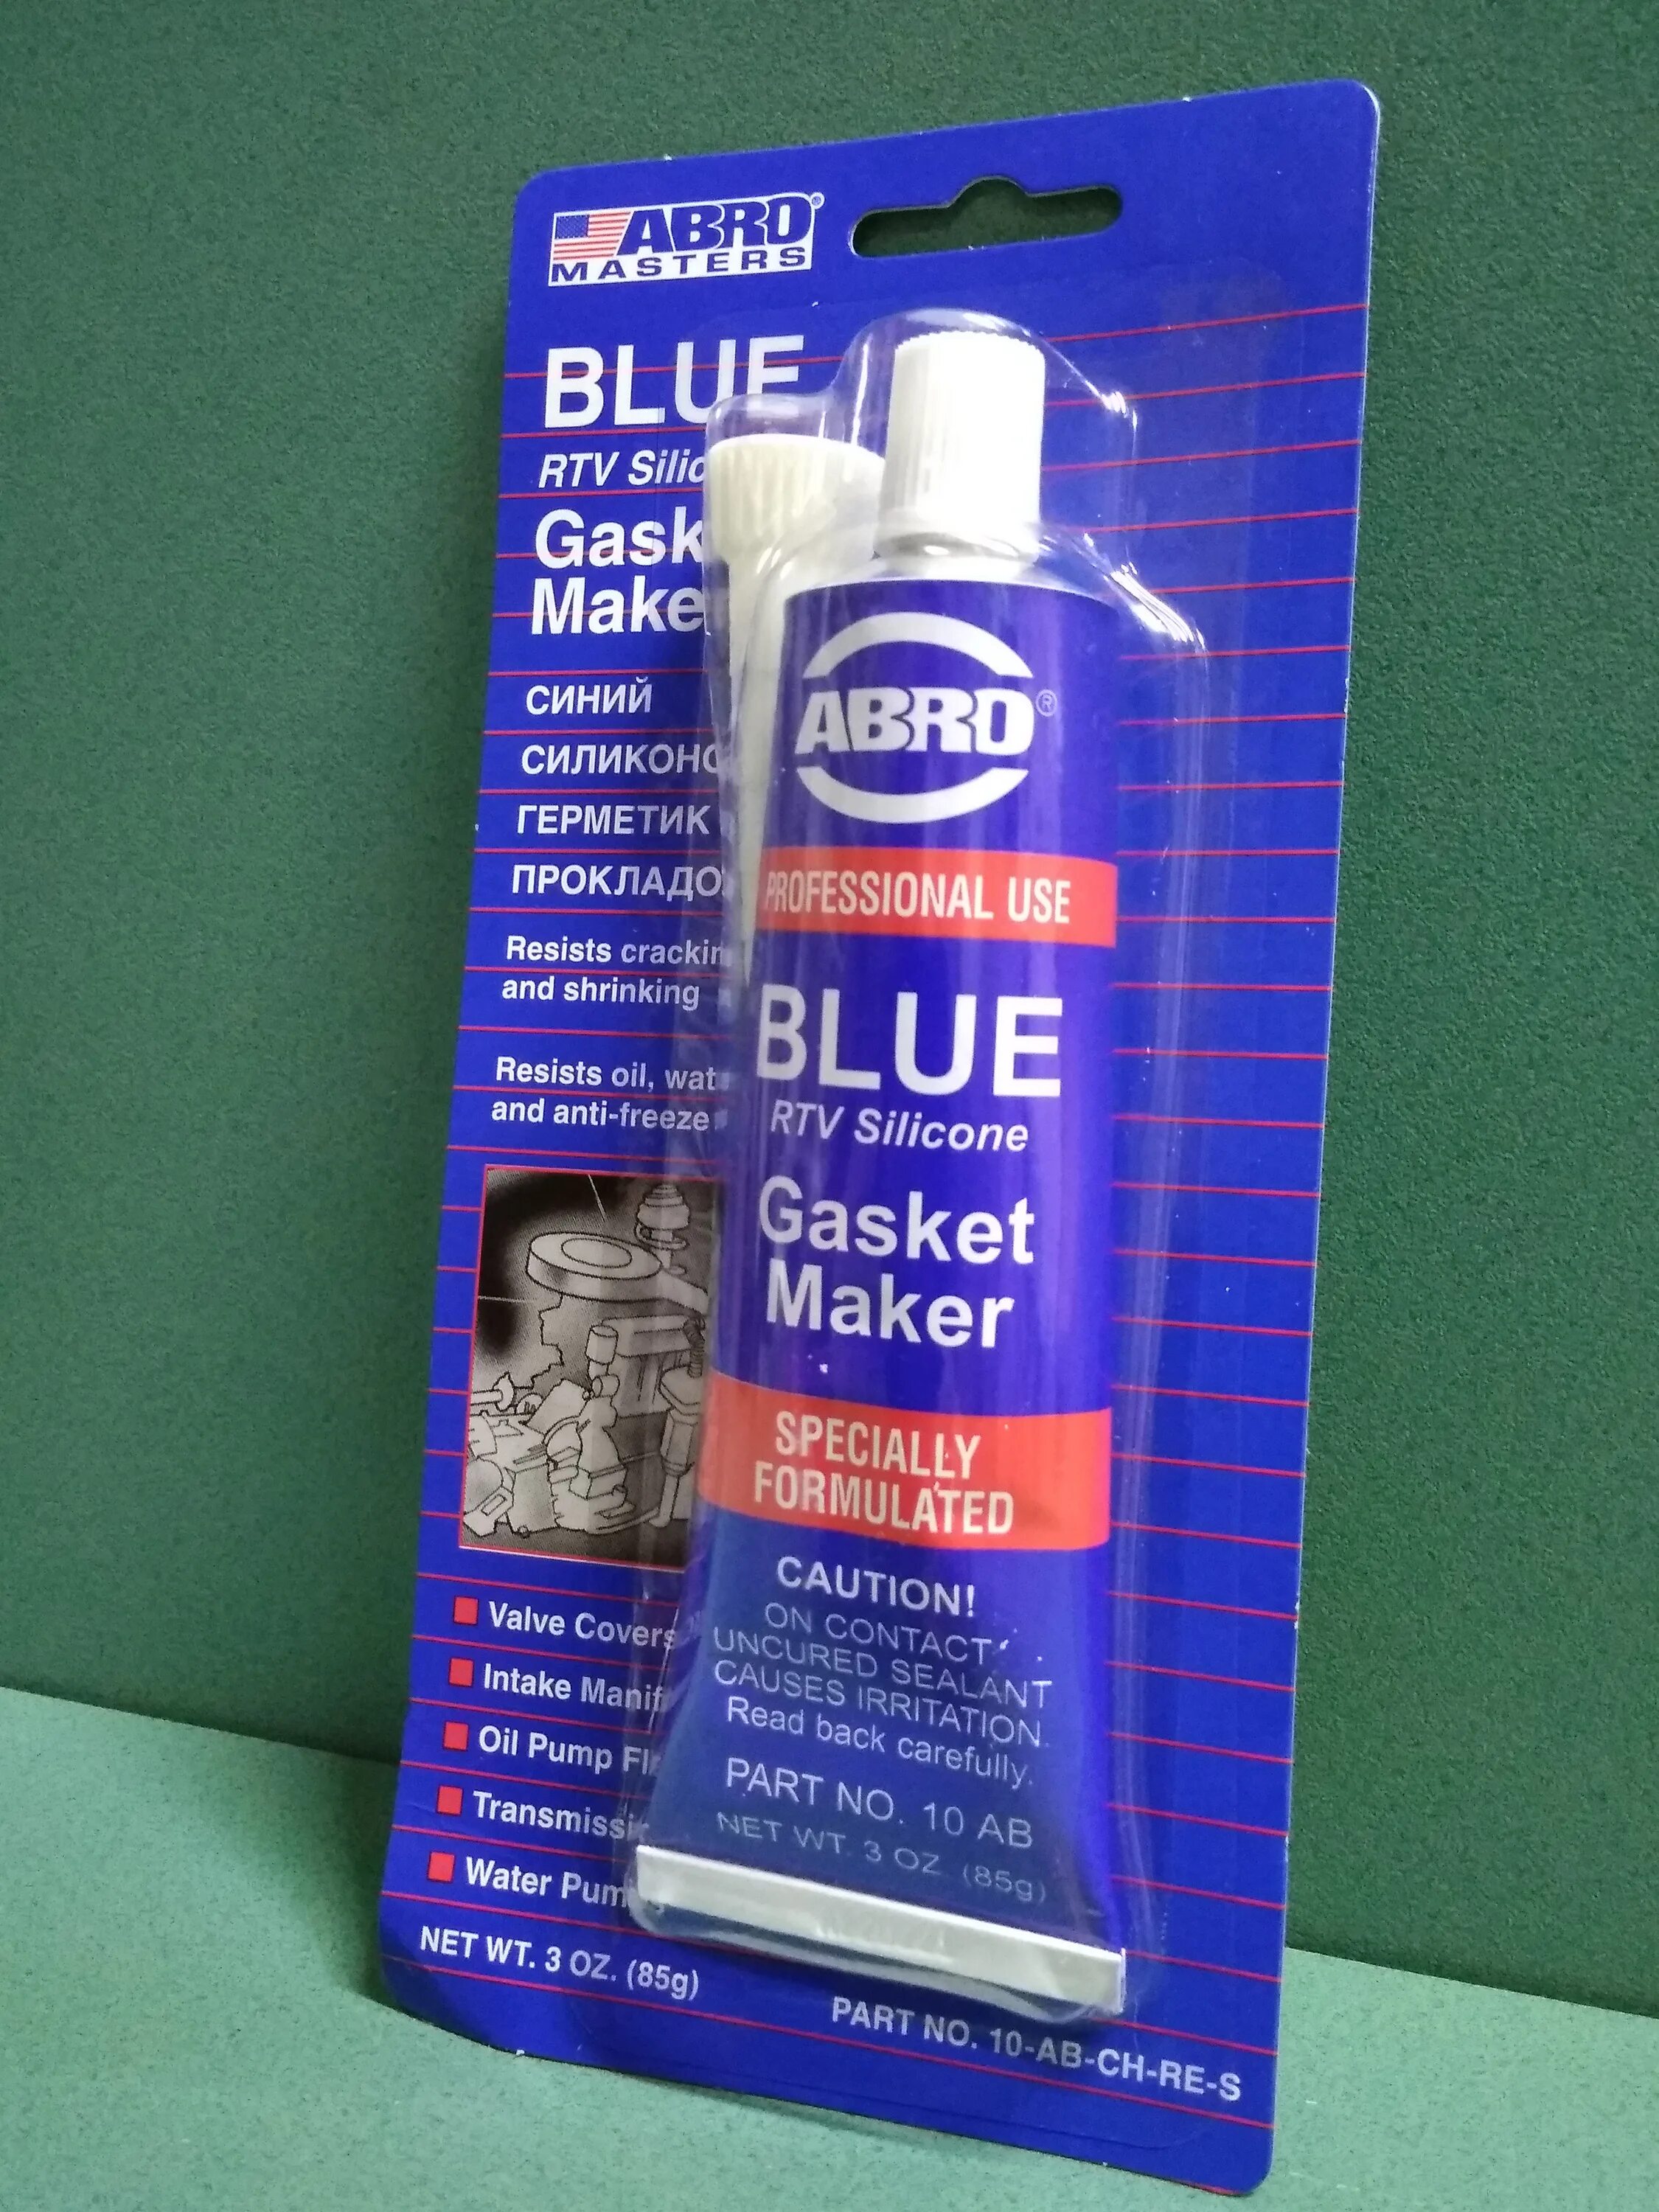 ABRO®
MASTERS
BLUE
RTV Silic
Gask
Make
СИНИЙ
СИЛИКОНО
ГЕРМЕТИК
ПРОКЛАДО
Resists crackin
and shrinking
Resists oil, wat
and anti-freeze
Valve Covers
Intake Manif
Oil Pump Fl
Transmissi
Water Pum
NET WT. 3 OZ. (85g)
PART NO. 10-AB-CH-RE-S
ABRO®
PROFESSIONAL USE
BLUE
RTV Silicone
Gasket
Maker
SPECIALLY
FORMULATED
CAUTION!
ON CONTACT
UNCURED SEALANT
CAUSES IRRITATION.
Read back carefully.
PART NO. 10 AB
NET WT. 3 OZ. (85g)